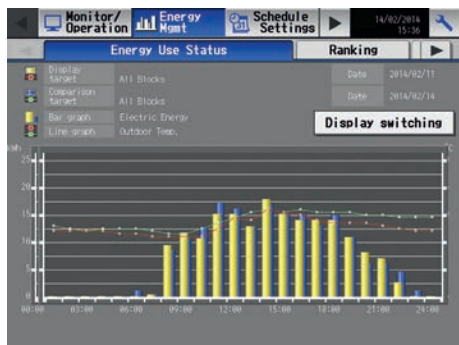 Monitor/ Operation
Energy Mgmt
Schedule Settings
14/02/2014
15:36
Energy Use Status
Ranking
Display target
All Blocks
Date 2014/02/11
Comparison target
All Blocks
Date 2014/02/14
Bar graph
Electric Energy
Line graph
Outdoor Temp.
Display switching
kWh
°C
25
20
15
10
5
0
00:00 03:00 06:00 09:00 12:00 15:00 18:00 21:00 24:00